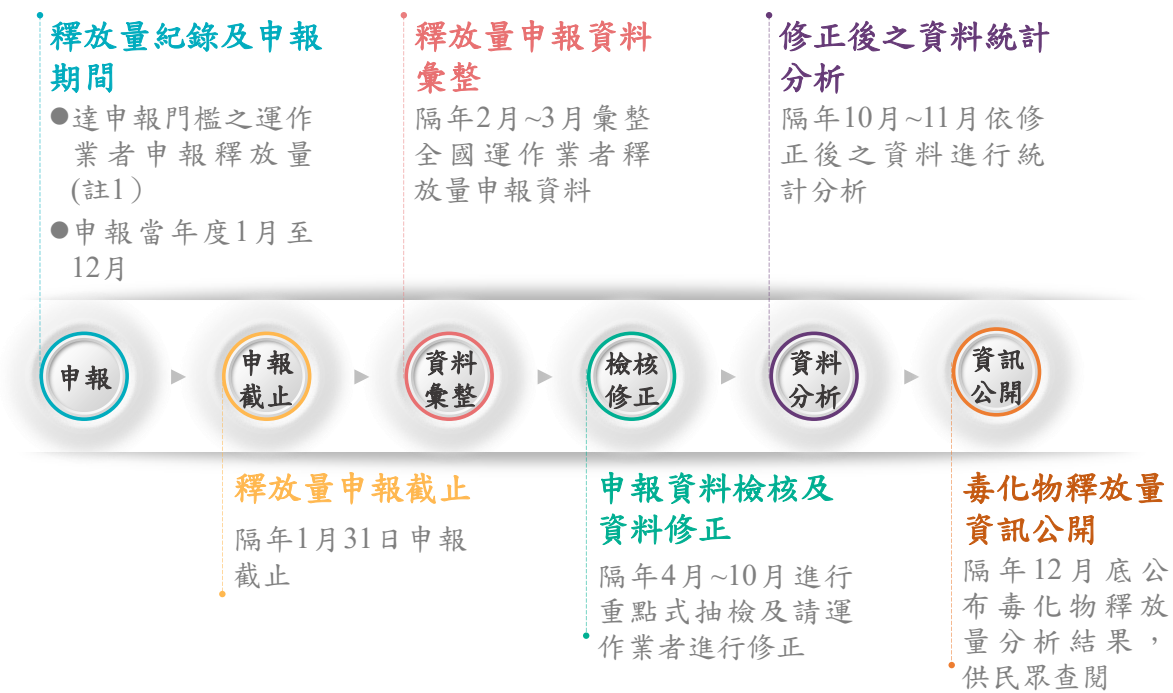 釋放量紀錄及申報
期間
●達申報門檻之運作
業者申報釋放量
(註1）
●申報當年度1月至
12月
釋放量申報資料
彙整
隔年2月~3月彙整
全國運作業者釋
放量申報資料
修正後之資料統計
分析
隔年10月~11月依修
正後之資料進行統
計分析
申報
申報
截止
資料
彙整
檢核
修正
資料
分析
資訊
公開
釋放量申報截止
隔年1月31日申報
截止
申報資料檢核及
資料修正
隔年4月~10月進行
重點式抽檢及請運
作業者進行修正
毒化物釋放量
資訊公開
隔年12月底公
布毒化物釋放
量分析結果，
供民眾查閱